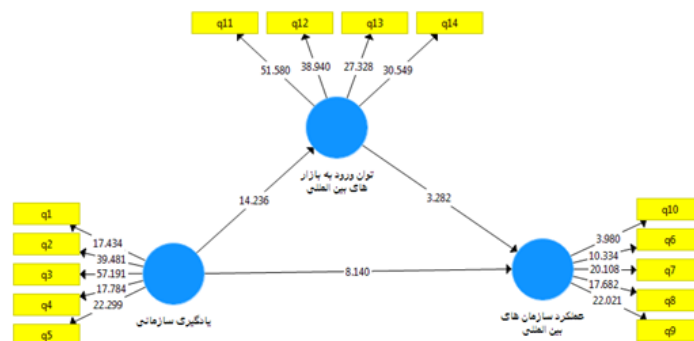 q11
q12
q13
q14
51.580
38.940
27.328
30.549
توان ورود به بازار
های بین المللی
14.236
3.282
q1
q2
q3
q4
q5
17.434
39.481
57.191
17.784
22.299
یادگیری سازمانی
8.140
q10
q6
q7
q8
q9
3.980
10.334
20.108
17.682
22.021
عملکرد سازمان های
بین المللی